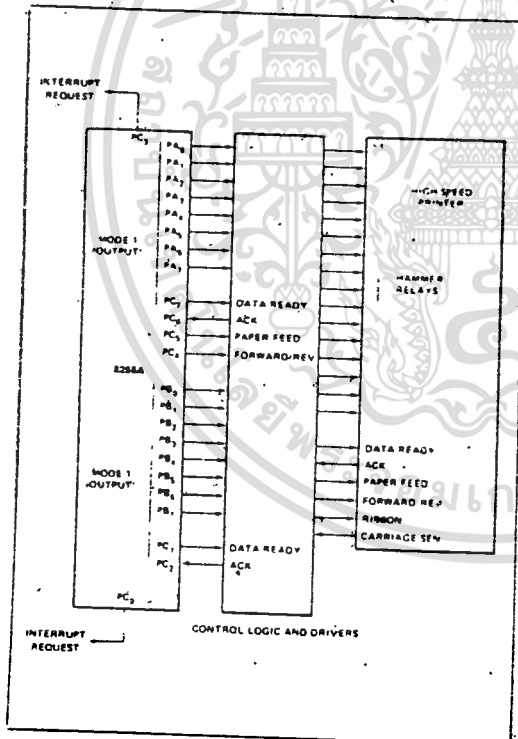 INTERRUPT
REQUEST
PC3
PA0
PA1
PA2
PA3
PA4
PA5
PA6
PA7
MODE 1
(OUTPUT)
PC7
PC6
PC5
PC4
8255A
PB0
PB1
PB2
PB3
PB4
PB5
PB6
PB7
MODE 1
(OUTPUT)
PC1
PC2
PC0
INTERRUPT
REQUEST
DATA READY
ACK
PAPER FEED
FORWARD/REV
DATA READY
ACK
CONTROL LOGIC AND DRIVERS
HIGH SPEED
PRINTER
HAMMER
RELAYS
DATA READY
ACK
PAPER FEED
FORWARD REV
RIBBON
CARRIAGE SEN